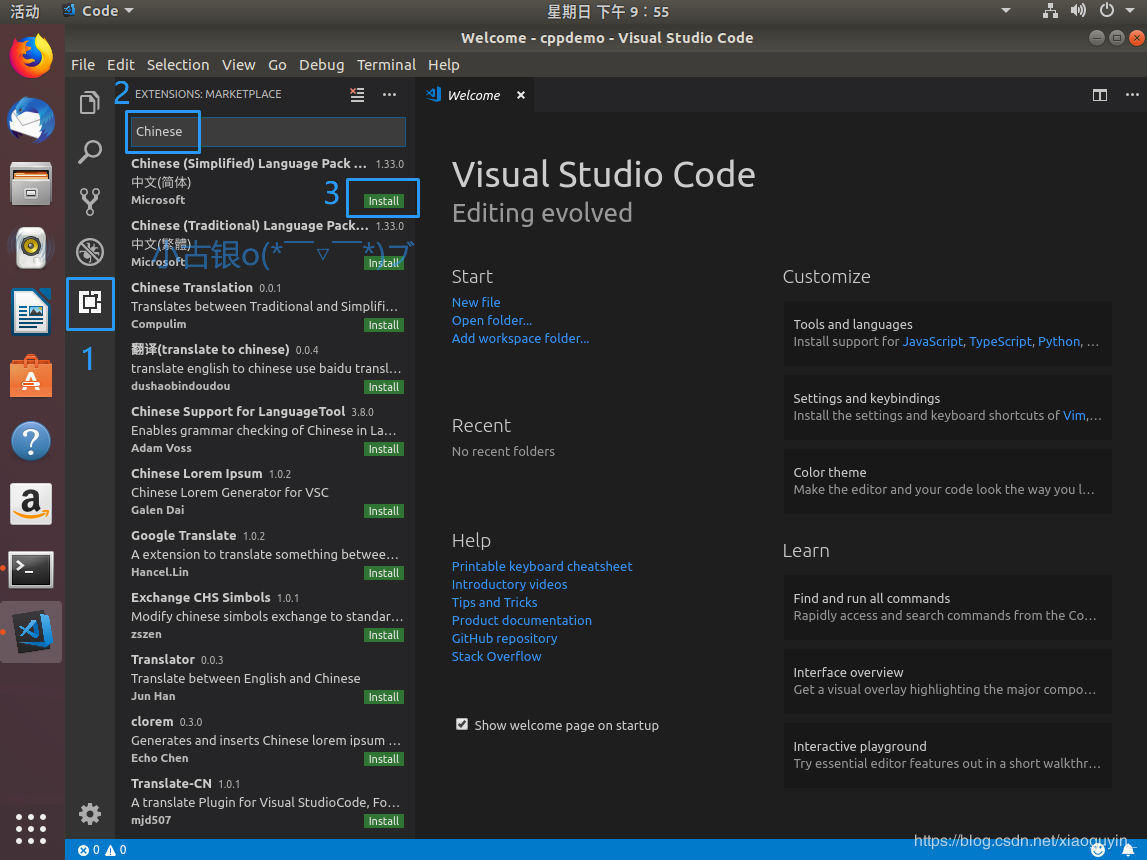 活动
Code
星期日 下午 9：55
Welcome - cppdemo - Visual Studio Code
File Edit Selection View Go Debug Terminal Help
2
EXTENSIONS: MARKETPLACE
Chinese
Chinese (Simplified) Language Pack ... 1.33.0
中文(简体)
Microsoft
Install
3
Chinese (Traditional) Language Pack... 1.33.0
中文(繁體)
Microsoft
Install
小古银o(*￣▽￣*)ブ
Chinese Translation 0.0.1
Translates between Traditional and Simplifi...
Compulim
Install
1
翻译(translate to chinese) 0.0.4
translate english to chinese use baidu transl...
dushaobindoudou
Install
Chinese Support for LanguageTool 3.8.0
Enables grammar checking of Chinese in La...
Adam Voss
Install
Chinese Lorem Ipsum 1.0.2
Chinese Lorem Generator for VSC
Galen Dai
Install
Google Translate 1.0.2
A extension to translate something betwee...
Hancel.Lin
Install
Exchange CHS Simbols 1.0.1
Modify chinese simbols exchange to standar...
zszen
Install
Translator 0.0.3
Translate between English and Chinese
Jun Han
Install
clorem 0.3.0
Generates and inserts Chinese lorem ipsum ...
Echo Chen
Install
Translate-CN 1.0.1
A translate Plugin for Visual StudioCode, Fo...
mjd507
Install
Welcome
Visual Studio Code
Editing evolved
Start
New file
Open folder...
Add workspace folder...
Recent
No recent folders
Help
Printable keyboard cheatsheet
Introductory videos
Tips and Tricks
Product documentation
GitHub repository
Stack Overflow
Show welcome page on startup
Customize
Tools and languages
Install support for JavaScript, TypeScript, Python, ...
Settings and keybindings
Install the settings and keyboard shortcuts of Vim,...
Color theme
Make the editor and your code look the way you l...
Learn
Find and run all commands
Rapidly access and search commands from the Co...
Interface overview
Get a visual overlay highlighting the major compo...
Interactive playground
Try essential editor features out in a short walkthr...
https://blog.csdn.net/xiaoguyin_
0 0